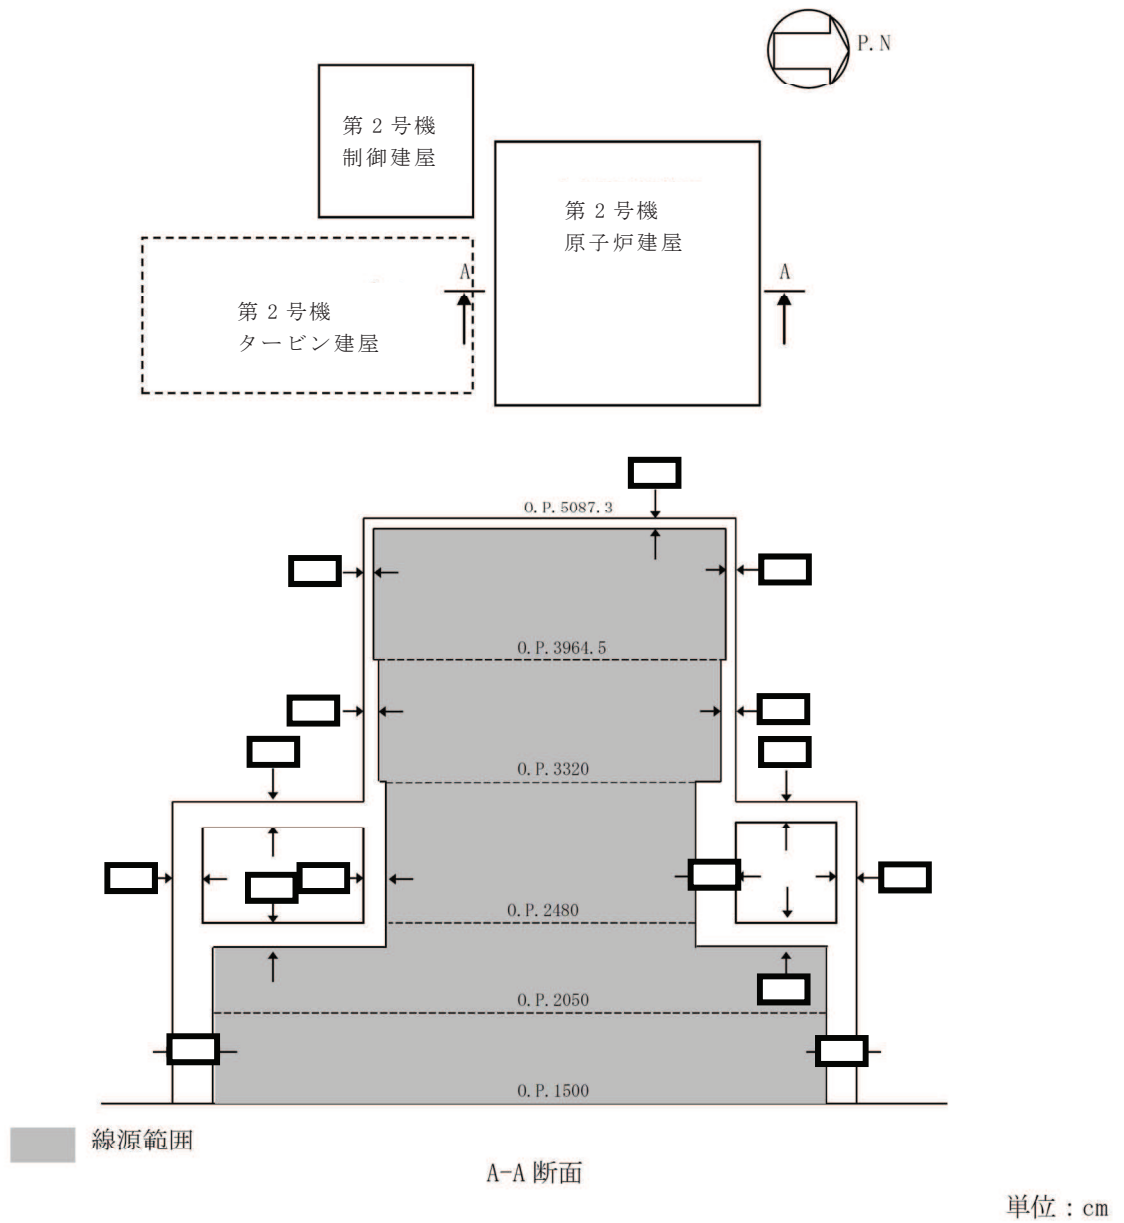 P.N
第2号機
制御建屋
第2号機
原子炉建屋
A
A
第2号機
タービン建屋
O.P.5087.3
O.P.3964.5
O.P.3320
O.P.2480
O.P.2050
O.P.1500
線源範囲
A-A断面
単位:cm